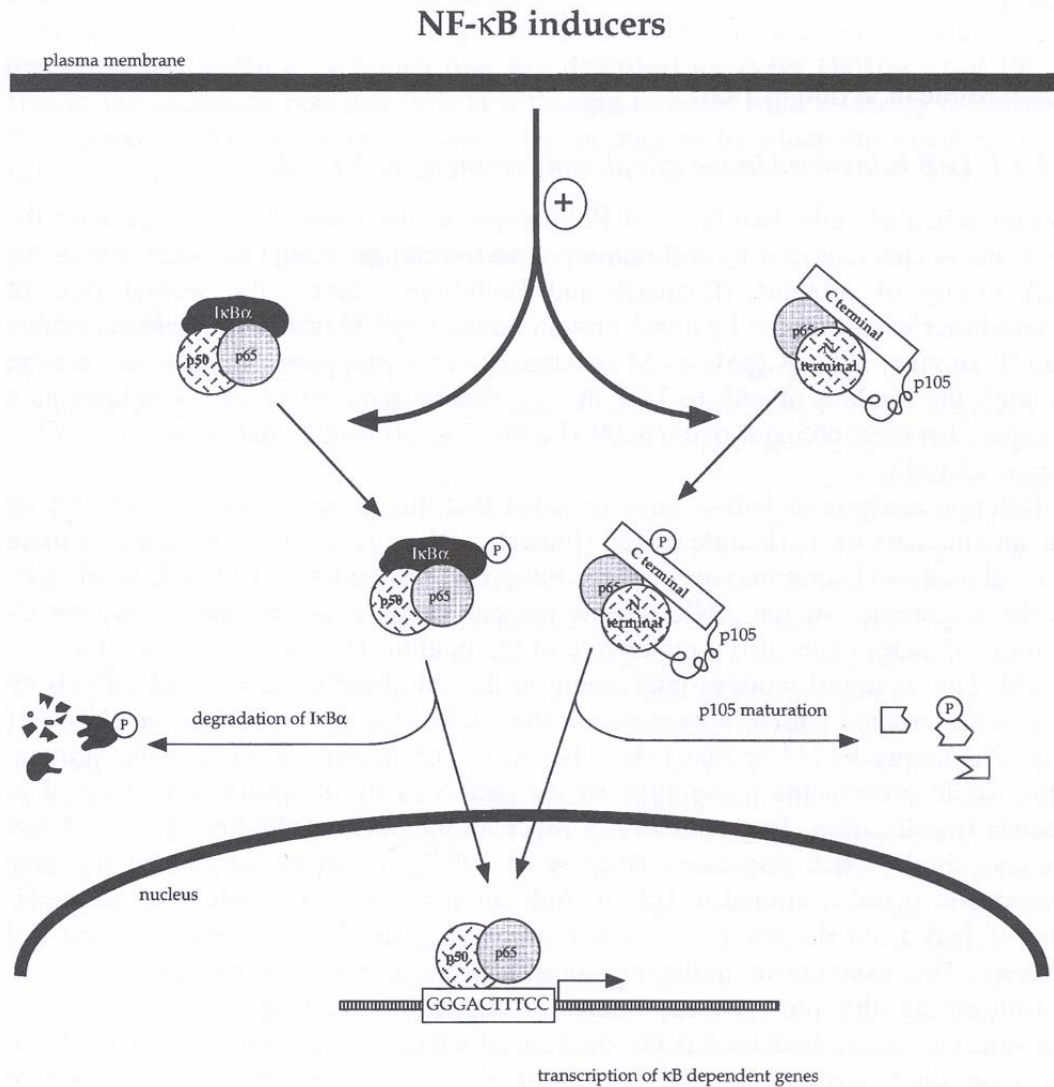 NF-κB inducers
plasma membrane
+
IκBα
p50
p65
C terminal
p65
N
terminal
p105
IκBα
P
p50
p65
P
C terminal
p65
N
terminal
p105
degradation of IκBα
P
p105 maturation
P
nucleus
p50
p65
GGGACTTTCC
transcription of κB dependent genes